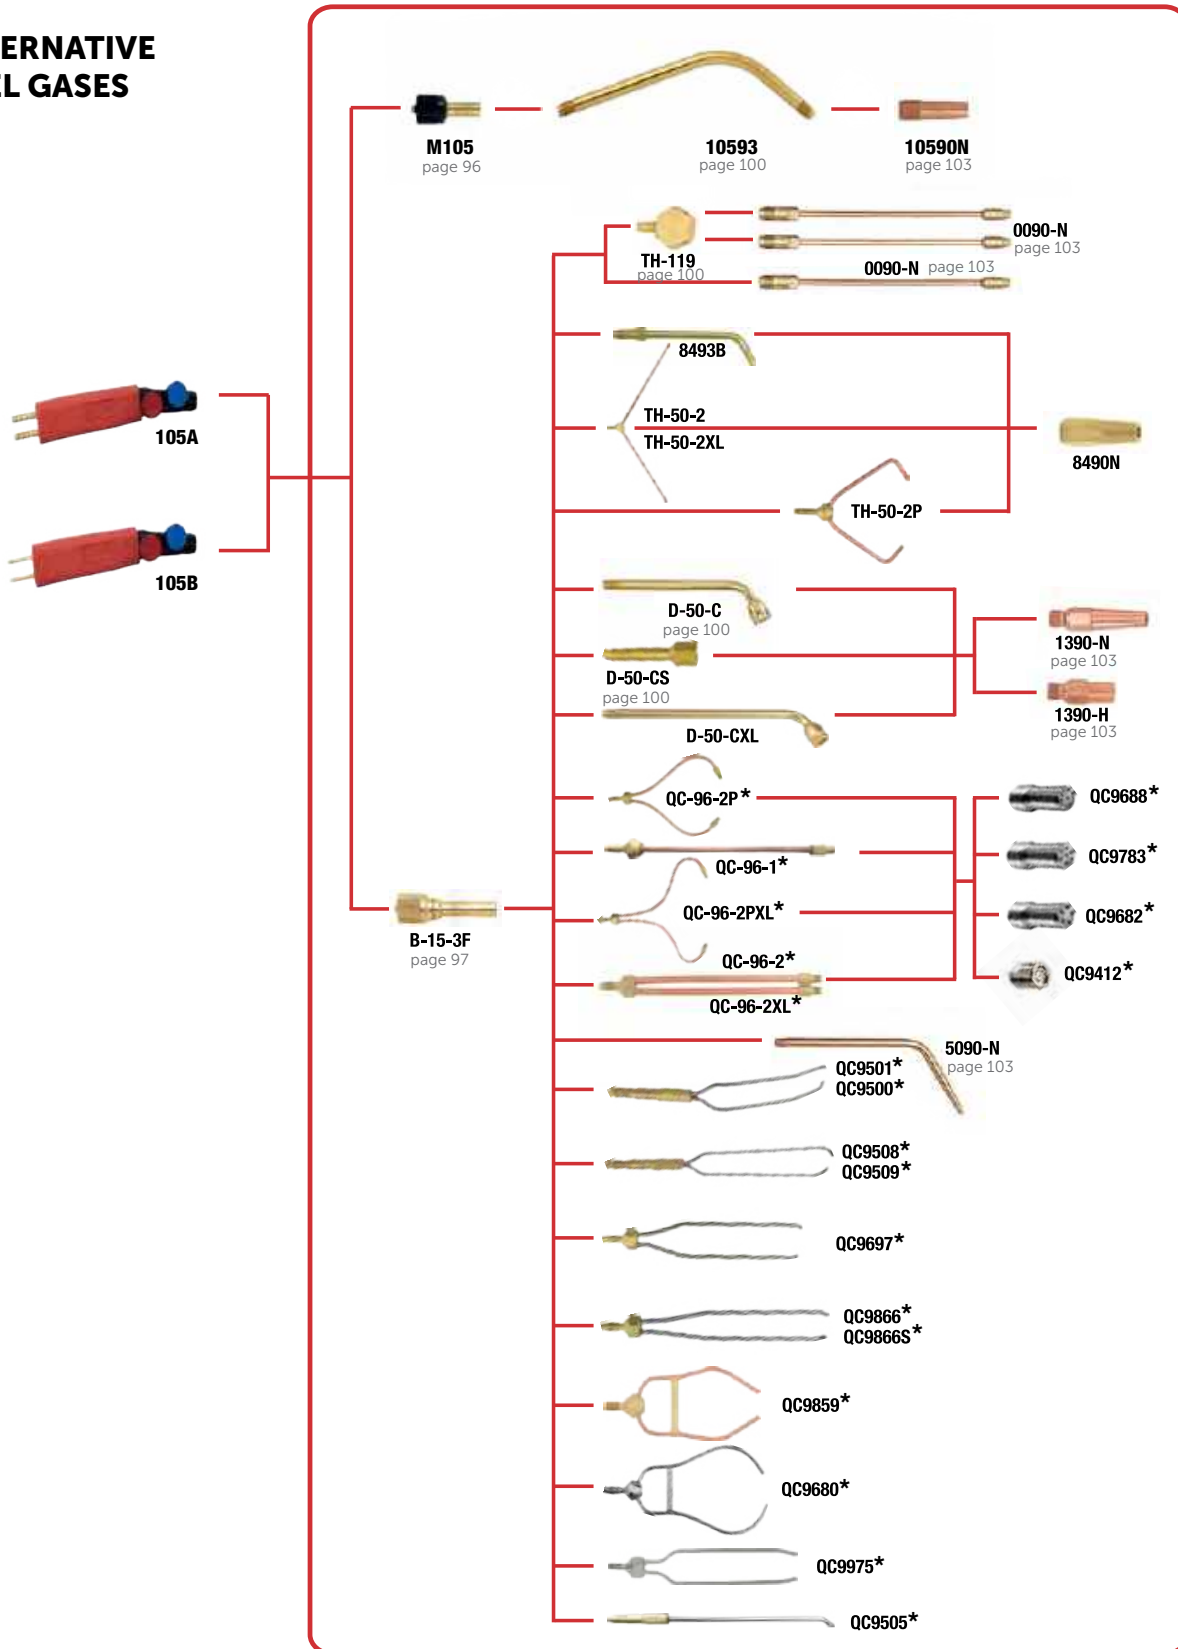 ERNATIVE
EL GASES
M105
page 96
10593
page 100
10590N
page 103
TH-119
page 100
0090-N
page 103
0090-N page 103
8493B
TH-50-2
TH-50-2XL
8490N
TH-50-2P
105A
105B
D-50-C
page 100
D-50-CS
page 100
D-50-CXL
1390-N
page 103
1390-H
page 103
QC-96-2P*
QC-96-1*
QC-96-2PXL*
QC-96-2*
QC-96-2XL*
QC9688*
QC9783*
QC9682*
QC9412*
B-15-3F
page 97
5090-N
page 103
QC9501*
QC9500*
QC9508*
QC9509*
QC9697*
QC9866*
QC9866S*
QC9859*
QC9680*
QC9975*
QC9505*